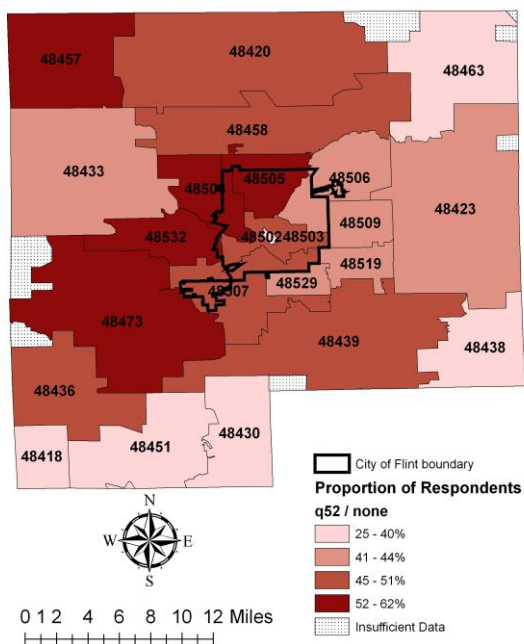 48457
48420
48463
48458
48433
48505
48506
48504
48423
48509
48532
48502
48503
48519
48507
48529
48473
48439
48438
48436
48430
48451
48418
City of Flint boundary
Proportion of Respondents
q52 / none
25 - 40%
41 - 44%
45 - 51%
52 - 62%
Insufficient Data
N
W
E
S
0 1 2 4 6 8 10 12 Miles